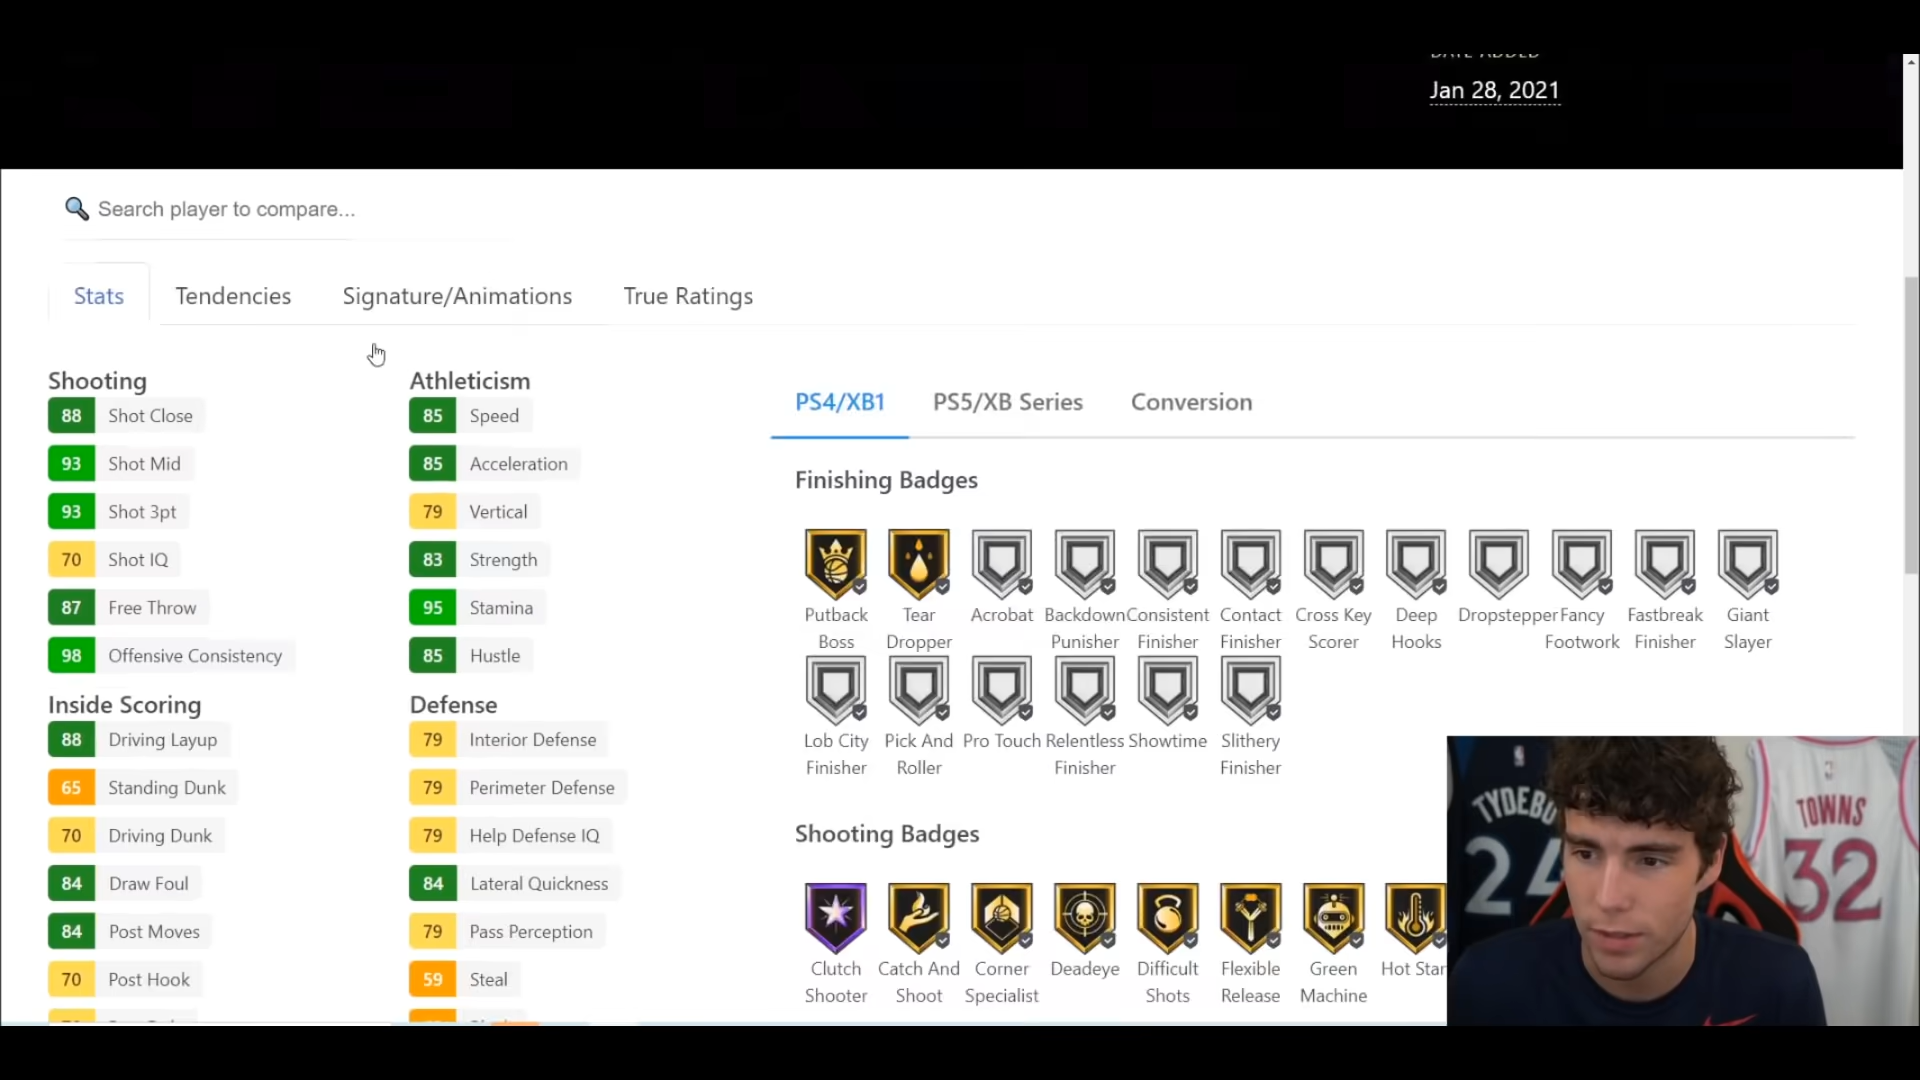 DATE ADDED
Jan 28, 2021
Search player to compare...
Stats Tendencies Signature/Animations True Ratings
Shooting
88 Shot Close
93 Shot Mid
93 Shot 3pt
70 Shot IQ
87 Free Throw
98 Offensive Consistency
Inside Scoring
88 Driving Layup
65 Standing Dunk
70 Driving Dunk
84 Draw Foul
84 Post Moves
70 Post Hook
Athleticism
85 Speed
85 Acceleration
79 Vertical
83 Strength
95 Stamina
85 Hustle
Defense
79 Interior Defense
79 Perimeter Defense
79 Help Defense IQ
84 Lateral Quickness
79 Pass Perception
59 Steal
PS4/XB1 PS5/XB Series Conversion
Finishing Badges
Putback Tear Acrobat Backdown Consistent Contact Cross Key Deep Dropstepper Fancy Fastbreak Giant
Boss Dropper Punisher Finisher Finisher Scorer Hooks Footwork Finisher Slayer
Lob City Pick And Pro Touch Relentless Showtime Slithery
Finisher Roller Finisher Finisher
Shooting Badges
Clutch Catch And Corner Deadeye Difficult Flexible Green Hot
Shooter Shoot Specialist Shots Release Machine
TYDEBO
24
TOWNS
32